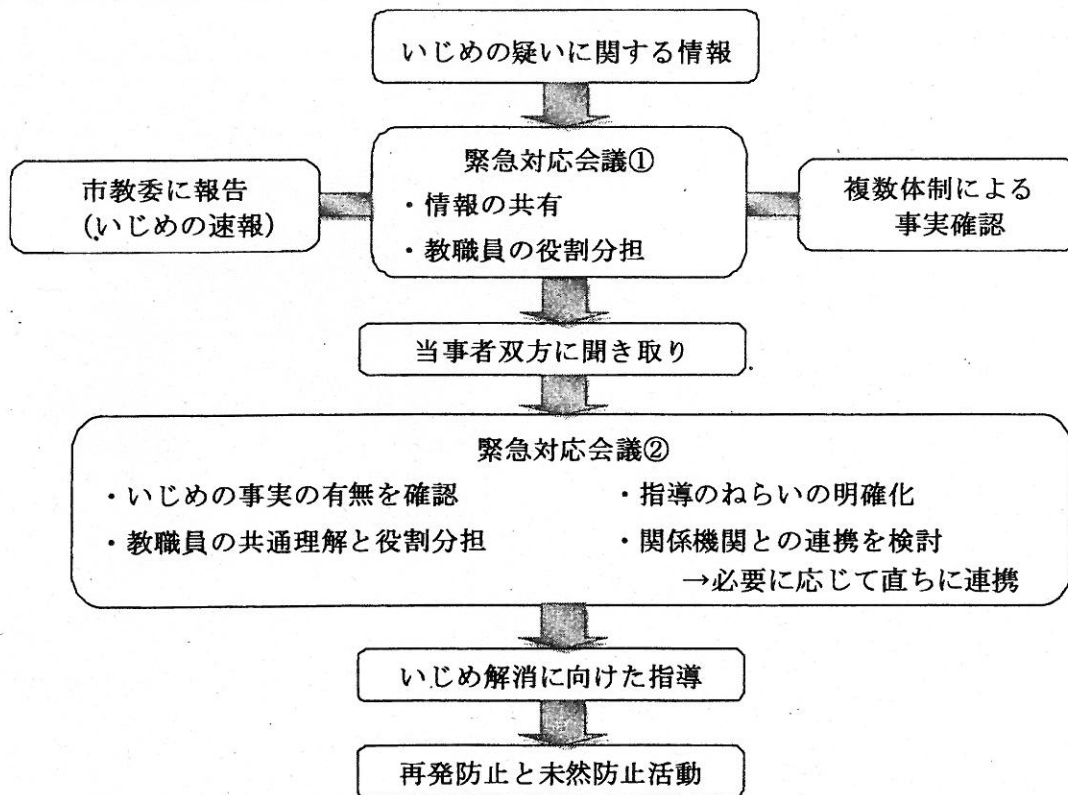 いじめの疑いに関する情報
緊急対応会議①
・情報の共有
・教職員の役割分担
市教委に報告
(いじめの速報)
複数体制による
事実確認
当事者双方に聞き取り
緊急対応会議②
・いじめの事実の有無を確認
・教職員の共通理解と役割分担
・指導のねらいの明確化
・関係機関との連携を検討
→必要に応じて直ちに連携
いじめ解消に向けた指導
再発防止と未然防止活動